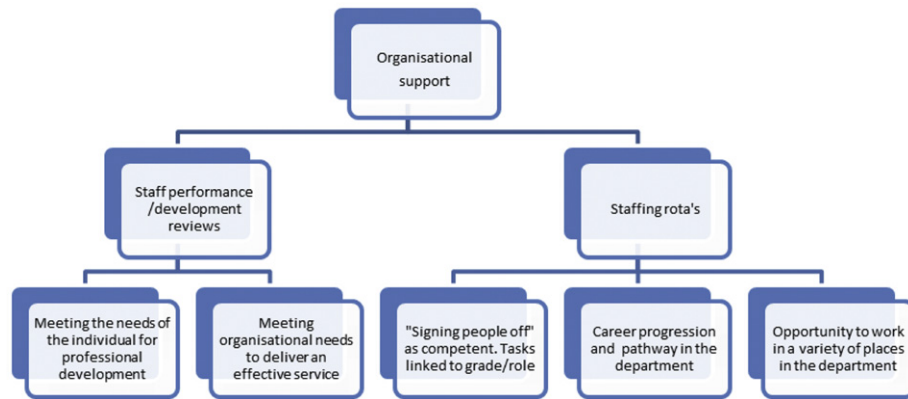 Organisational
support
Staff performance
/development
reviews
Staffing rota's
Meeting the needs of
the individual for
professional
development
Meeting
organisational needs
to deliver an
effective service
"Signing people off"
as competent. Tasks
linked to grade/role
Career progression
and pathway in the
department
Opportunity to work
in a variety of places
in the department